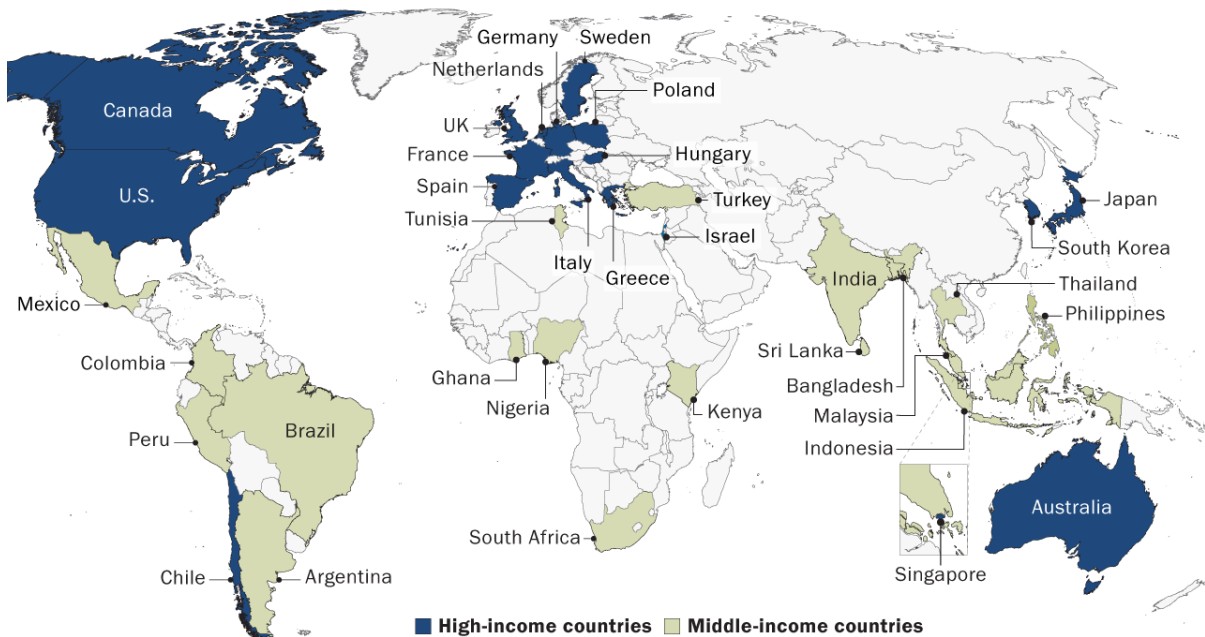 Germany
Sweden
Netherlands
Canada
Poland
UK
France
Hungary
Spain
U.S.
Turkey
Japan
Tunisia
Israel
South Korea
Italy
Greece
India
Thailand
Mexico
Philippines
Colombia
Sri Lanka
Ghana
Bangladesh
Nigeria
Kenya
Malaysia
Brazil
Peru
Indonesia
Australia
South Africa
Singapore
Chile
Argentina
High-income countries
Middle-income countries